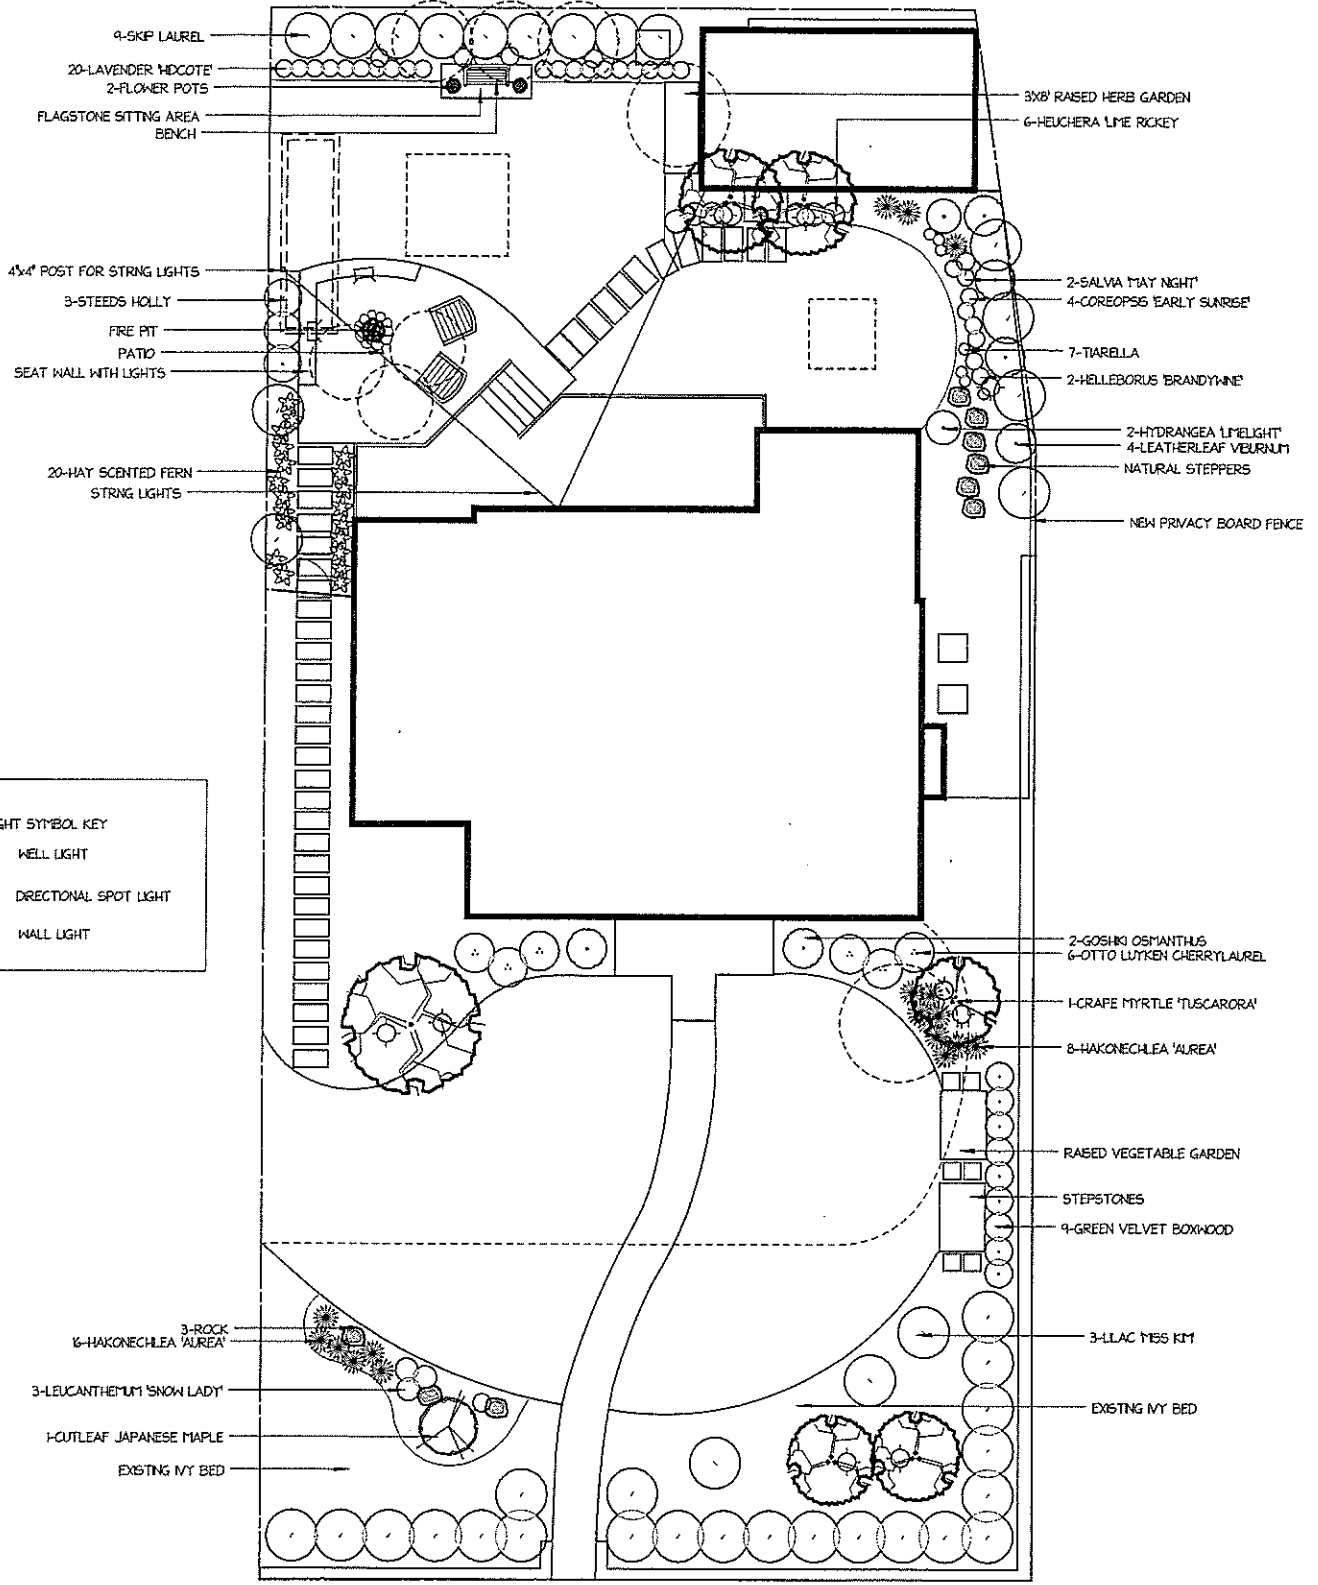 9-SKIP LAUREL
20-LAVENDER 'HIDCOTE'
2-FLOWER POTS
FLAGSTONE SITTING AREA
BENCH
4"x4" POST FOR STRING LIGHTS
3-STEEDS HOLLY
FIRE PIT
PATIO
SEAT WALL WITH LIGHTS
20-HAY SCENTED FERN
STRING LIGHTS
GHT SYMBOL KEY
WELL LIGHT
DIRECTIONAL SPOT LIGHT
WALL LIGHT
3-ROCK
16-HAKONECHLEA 'AUREA'
3-LEUCANTHEMUM 'SNOW LADY'
1-CUTLEAF JAPANESE MAPLE
EXISTING IVY BED
3X8' RAISED HERB GARDEN
6-HEUCHERA 'LIME RICKEY
2-SALVIA 'MAY NIGHT'
4-COREOPSIS 'EARLY SUNRISE'
7-TIARELLA
2-HELLEBORUS 'BRANDYWINE'
2-HYDRANGEA 'LIMELIGHT'
4-LEATHERLEAF VIBURNUM
NATURAL STEPPERS
NEW PRIVACY BOARD FENCE
2-GOSHIKI OSMANTHUS
6-OTTO LUYKEN CHERRYLAUREL
1-CRAPE MYRTLE 'TUSCARORA'
8-HAKONECHLEA 'AUREA'
RAISED VEGETABLE GARDEN
STEPSTONES
9-GREEN VELVET BOXWOOD
3-LILAC 'MISS KIM'
EXISTING IVY BED